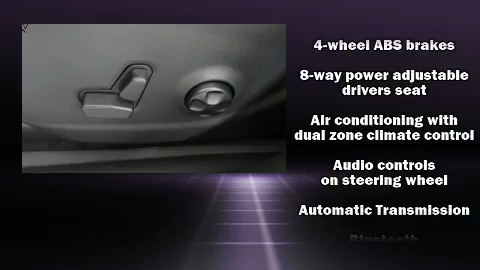 4-wheel ABS brakes
8-way power adjustable
drivers seat
Air conditioning with
dual zone climate control
Audio controls
on steering wheel
Automatic Transmission
Bluetooth